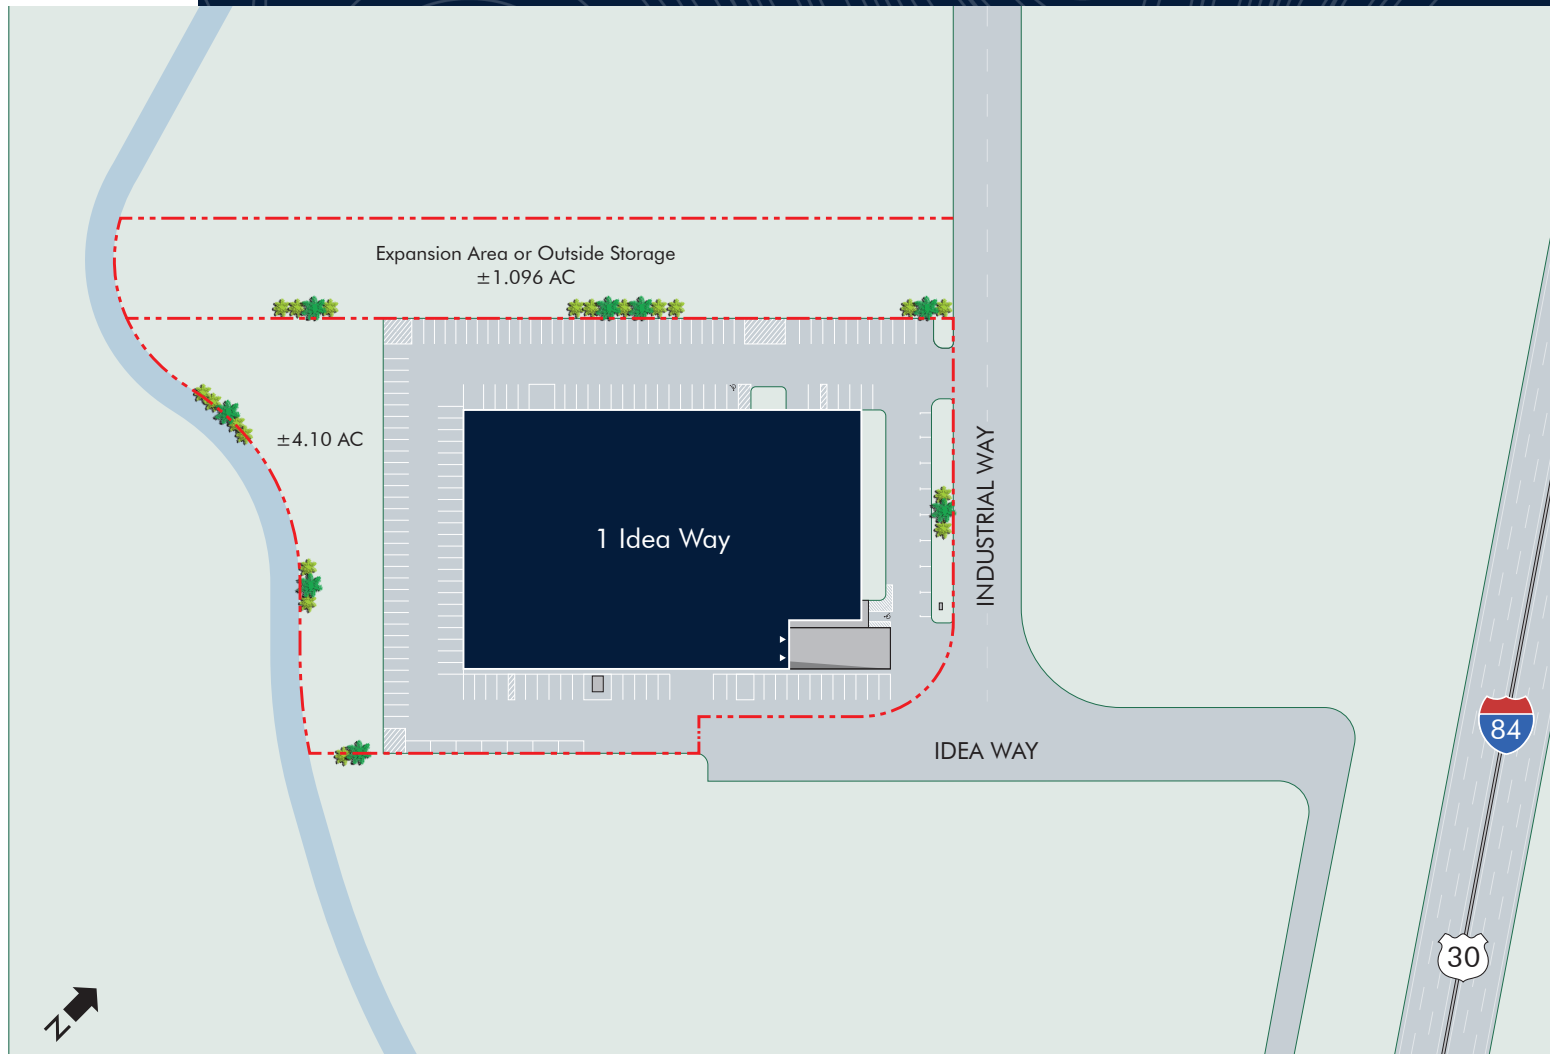 Expansion Area or Outside Storage
±1.096 AC
±4.10 AC
1 Idea Way
INDUSTRIAL WAY
IDEA WAY
84
30
N